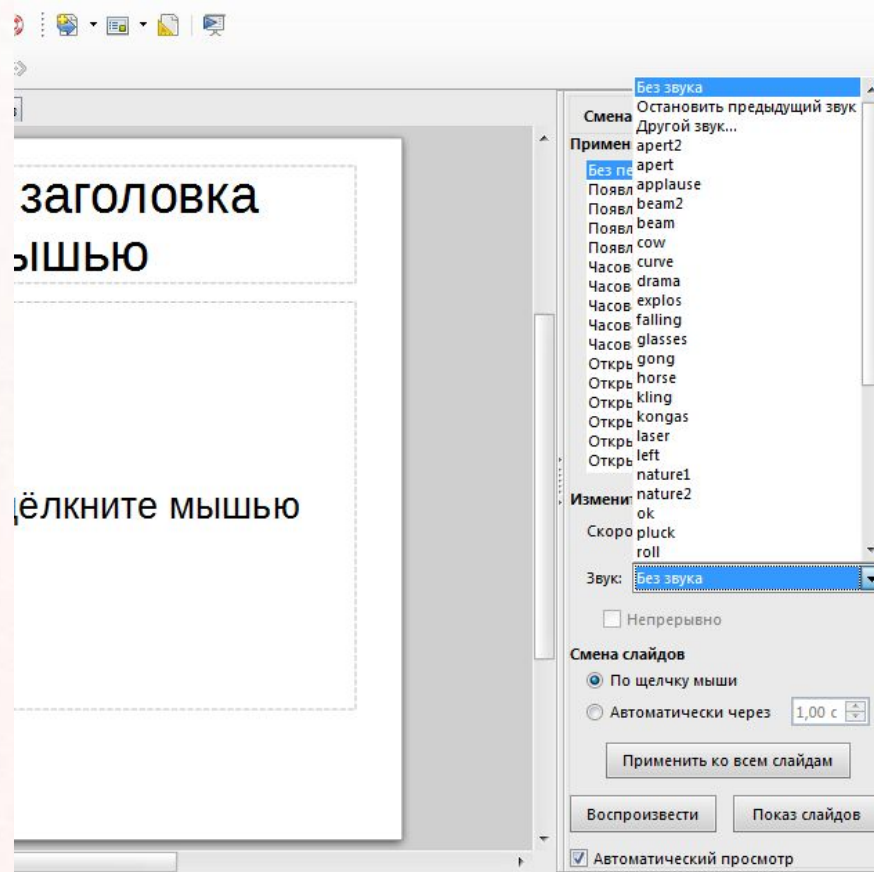 заголовка
мышью
щёлкните мышью
Смена
Примен
Без пе
Появл
Появл
Появл
Появл
Часов
Часов
Часов
Часов
Часов
Откры
Откры
Откры
Откры
Откры
Откры
Без звука
Остановить предыдущий звук
Другой звук...
apert2
apert
applause
beam2
beam
cow
curve
drama
explos
falling
glasses
gong
horse
kling
kongas
laser
left
nature1
nature2
ok
pluck
roll
Изменит
Скоро
Звук: Без звука
Непрерывно
Смена слайдов
По щелчку мыши
Автоматически через 1,00 с
Применить ко всем слайдам
Воспроизвести Показ слайдов
Автоматический просмотр